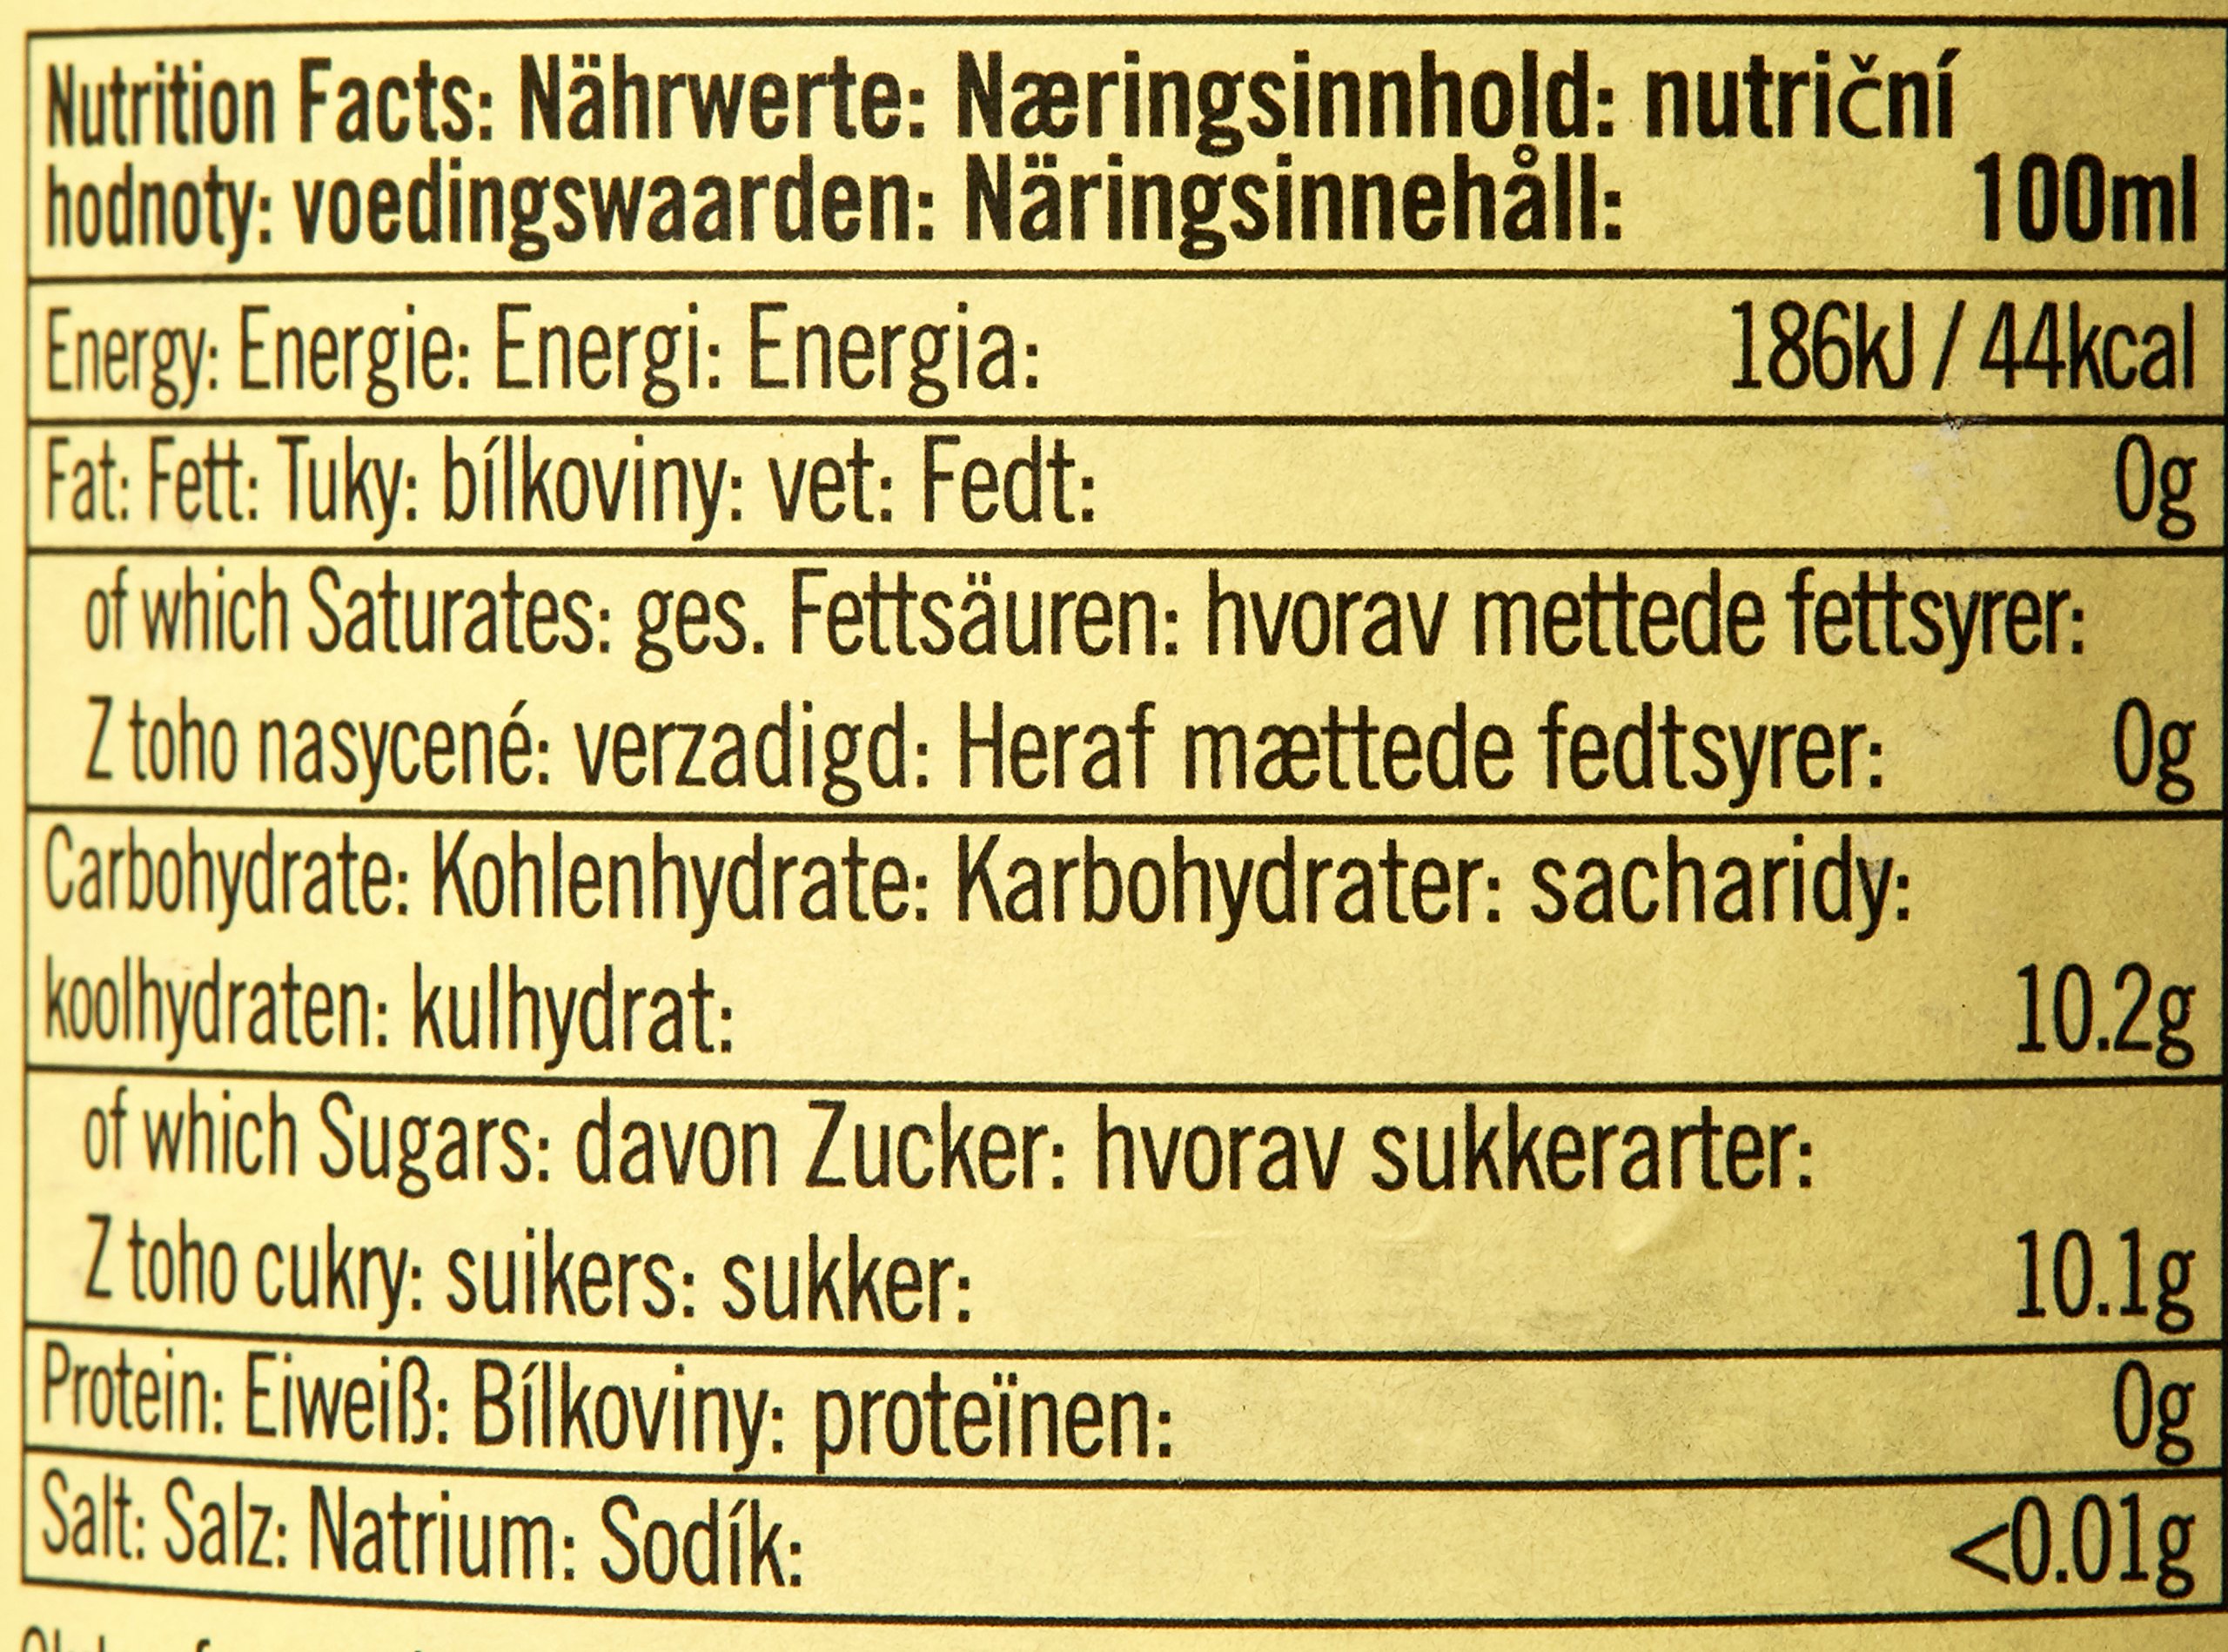 Nutrition Facts: Nährwerte: Næringsinnhold: nutriční
hodnoty: voedingswaarden: Näringsinnehåll: 100ml
Energy: Energie: Energi: Energia: 186kJ / 44kcal
Fat: Fett: Tuky: bílkoviny: vet: Fedt: 0g
of which Saturates: ges. Fettsäuren: hvorav mettede fettsyrer:
Z toho nasycené: verzadigd: Heraf mættede fedtsyrer: 0g
Carbohydrate: Kohlenhydrate: Karbohydrater: sacharidy:
koolhydraten: kulhydrat: 10.2g
of which Sugars: davon Zucker: hvorav sukkerarter:
Z toho cukry: suikers: sukker: 10.1g
Protein: Eiweiß: Bílkoviny: proteïnen: 0g
Salt: Salz: Natrium: Sodík: <0.01g